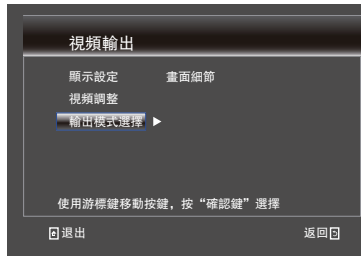 視頻輸出
顯示設定 畫面細節
視頻調整
輸出模式選擇 ▶
使用游標鍵移動按鍵，按“確認鍵”選擇
退出 返回